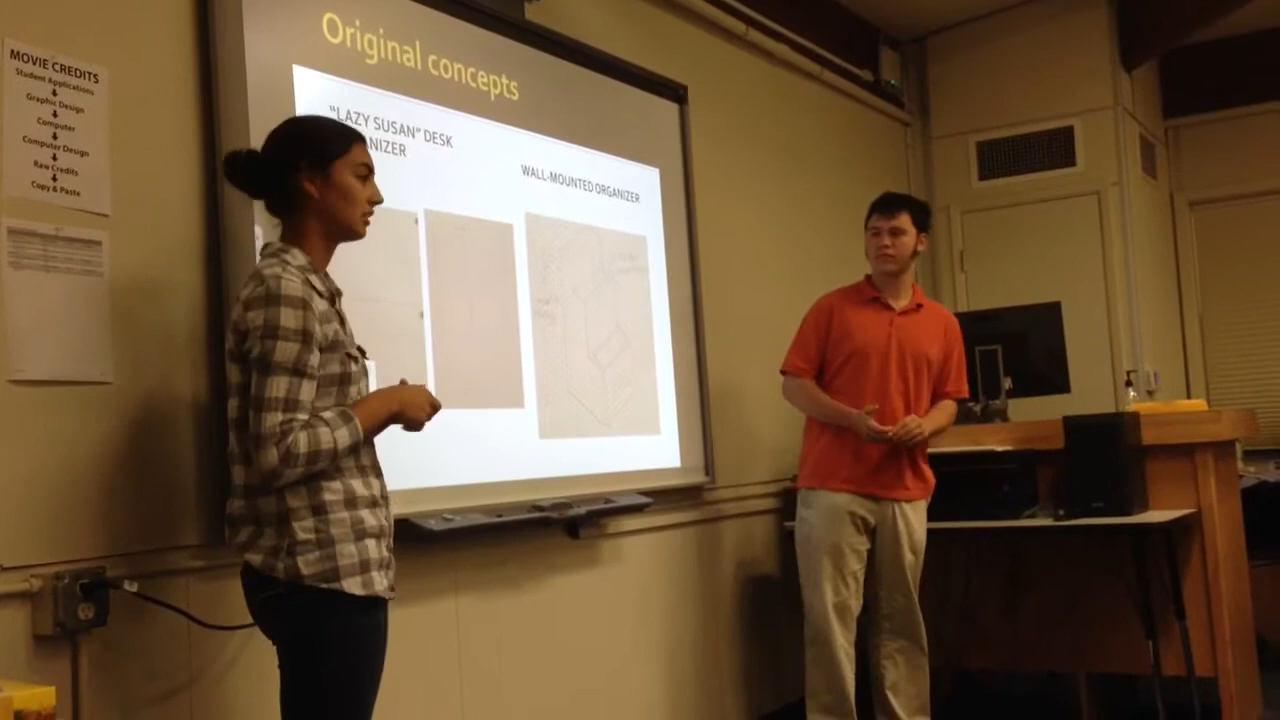 MOVIE CREDITS
Student Applications
Graphic Design
Computer
Computer Design
Raw Credits
Copy & Paste
Original concepts
"LAZY SUSAN" DESK
ANIZER
WALL-MOUNTED ORGANIZER